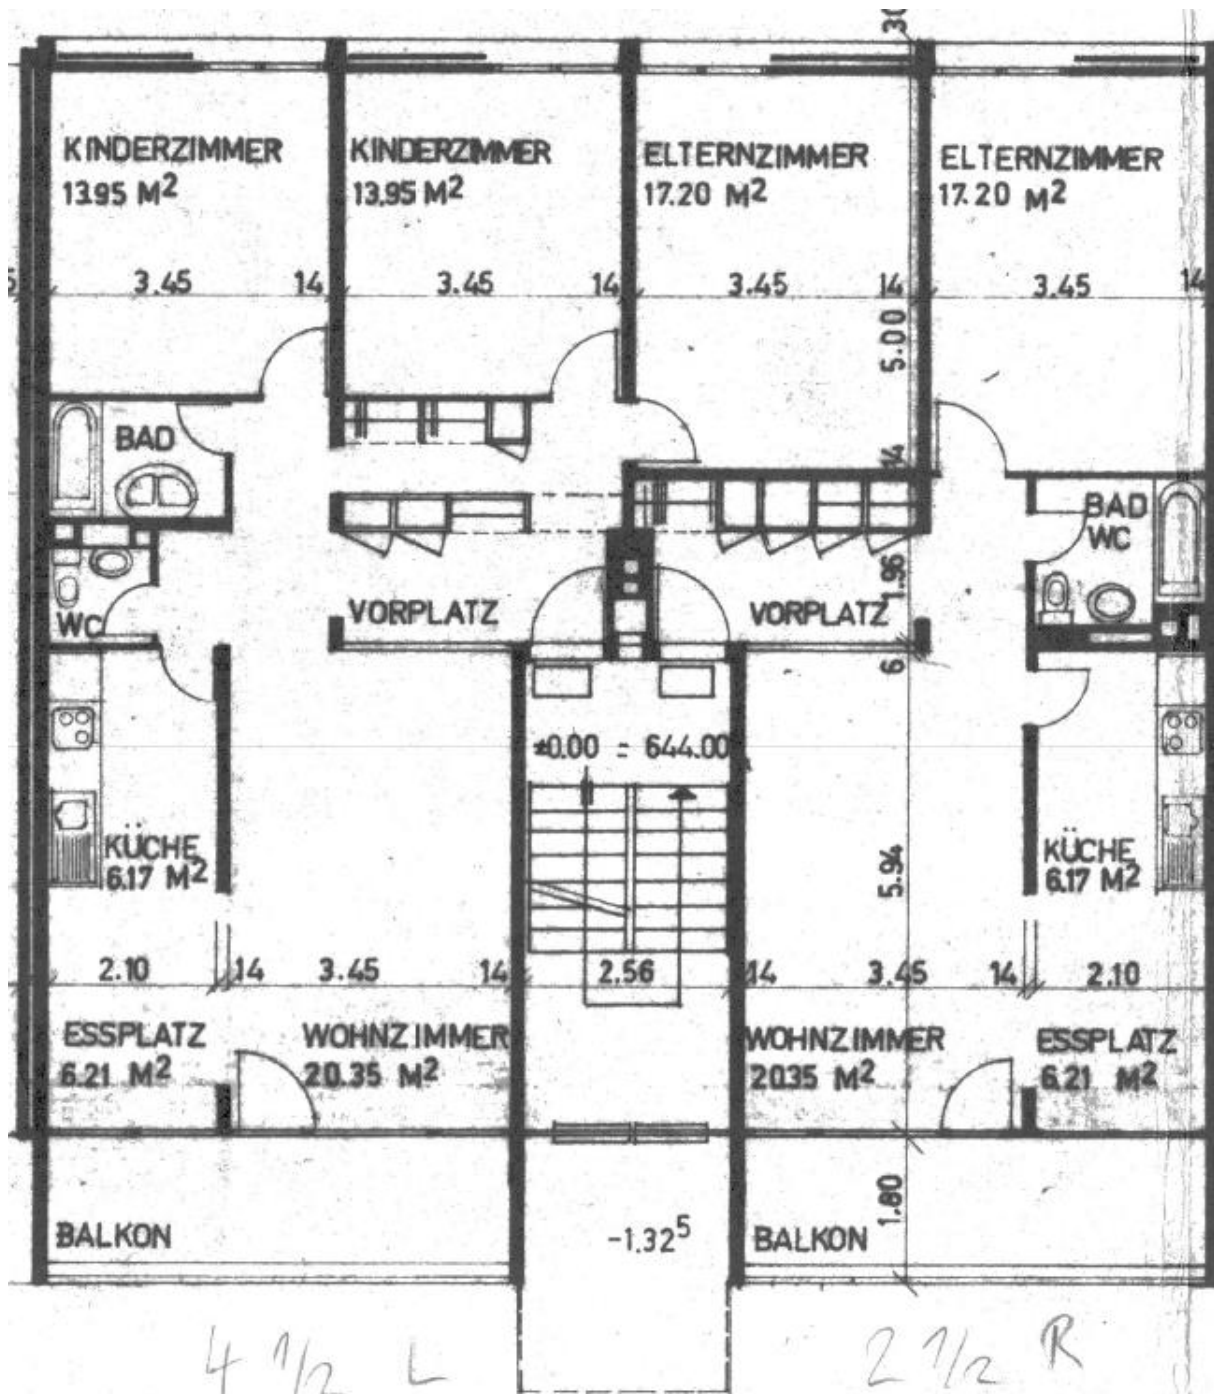 30
KINDERZIMMER
13.95 M2
KINDERZIMMER
13.95 M2
ELTERNZIMMER
17.20 M2
ELTERNZIMMER
17.20 M2
3.45 14 3.45 14 3.45 14 3.45 14
5.00
BAD
14
BAD
WC
1.96
WC
VORPLATZ
VORPLATZ
6
±0.00 = 644.00
KÜCHE
6.17 M2
5.94
KÜCHE
6.17 M2
2.10 14 3.45 14 2.56 14 3.45 14 2.10
ESSPLATZ
6.21 M2
WOHNZIMMER
20.35 M2
WOHNZIMMER
20.35 M2
ESSPLATZ
6.21 M2
1.80
BALKON
-1.32⁵
BALKON
4 1/2 L
2 1/2 R